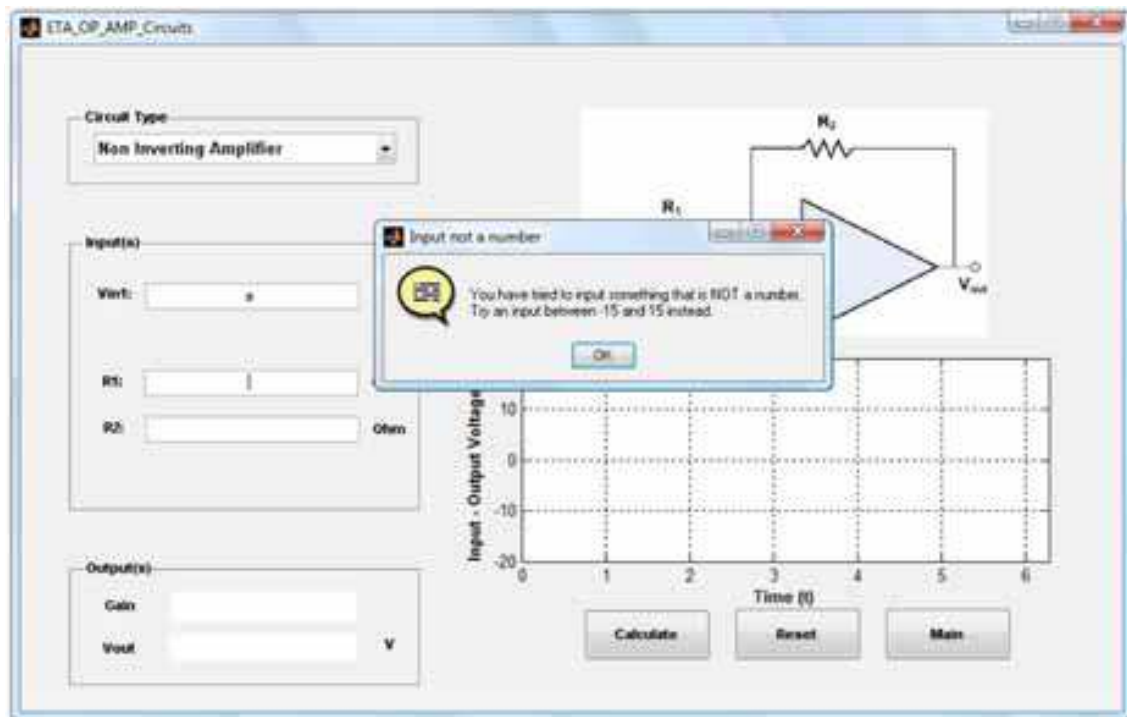 ETA_OP_AMP_Circuits
Circuit Type
Non Inverting Amplifier
R₂
R₁
Vout
Input(s)
Input not a number
You have tried to input something that is NOT a number.
Try an input between -15 and 15 instead.
OK
R1:
R2:
Ohm
Input - Output Voltage
10
0
-10
-20
0
1
2
3
4
5
6
Time (t)
Output(s)
Gain
Vout
V
Calculate
Reset
Main